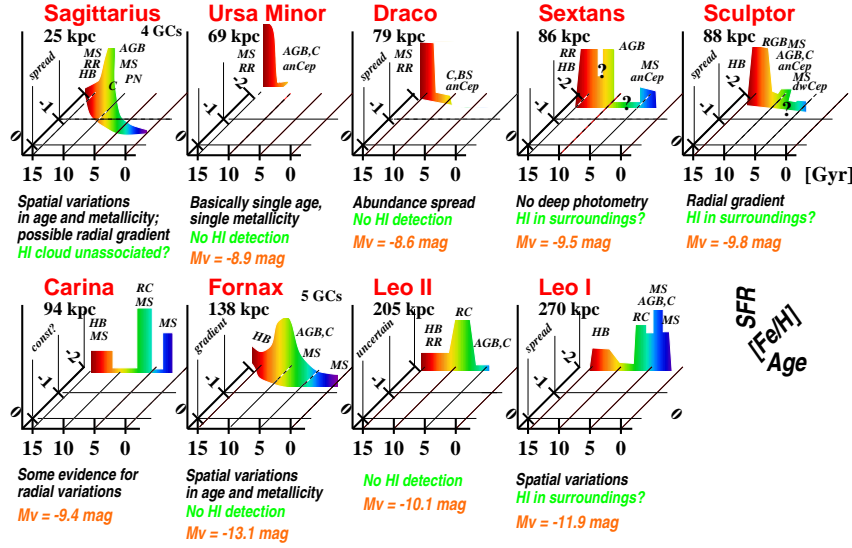 Sagittarius
25 kpc
4 GCs
spread
MS
RR
HB
AGB
MS
PN
C
-1
0
15 10 5 0
Spatial variations
in age and metallicity;
possible radial gradient
HI cloud unassociated?
Ursa Minor
69 kpc
MS
RR
AGB,C
anCep
-2
-1
0
15 10 5 0
Basically single age,
single metallicity
No HI detection
Mv = -8.9 mag
Draco
79 kpc
spread
MS
RR
C,BS
anCep
-1
0
15 10 5 0
Abundance spread
No HI detection
Mv = -8.6 mag
Sextans
86 kpc
RR
HB
AGB
?
MS
anCep
?
-2
-1
0
15 10 5 0
No deep photometry
HI in surroundings?
Mv = -9.5 mag
Sculptor
88 kpc
spread
HB
RGB
MS
AGB,C
anCep
MS
dwCep
?
-2
-1
0
15 10 5 0
[Gyr]
Radial gradient
HI in surroundings?
Mv = -9.8 mag
Carina
94 kpc
const?
HB
MS
RC
MS
MS
-2
-1
0
15 10 5 0
Some evidence for
radial variations
Mv = -9.4 mag
Fornax
138 kpc
5 GCs
gradient
HB
AGB,C
MS
MS
-1
0
15 10 5 0
Spatial variations
in age and metallicity
No HI detection
Mv = -13.1 mag
Leo II
205 kpc
uncertain
HB
RR
RC
AGB,C
-2
-1
0
15 10 5 0
No HI detection
Mv = -10.1 mag
Leo I
270 kpc
spread
HB
RC
MS
AGB,C
MS
-2
-1
0
0
15 10 5 0
Spatial variations
HI in surroundings?
Mv = -11.9 mag
SFR
[Fe/H]
Age